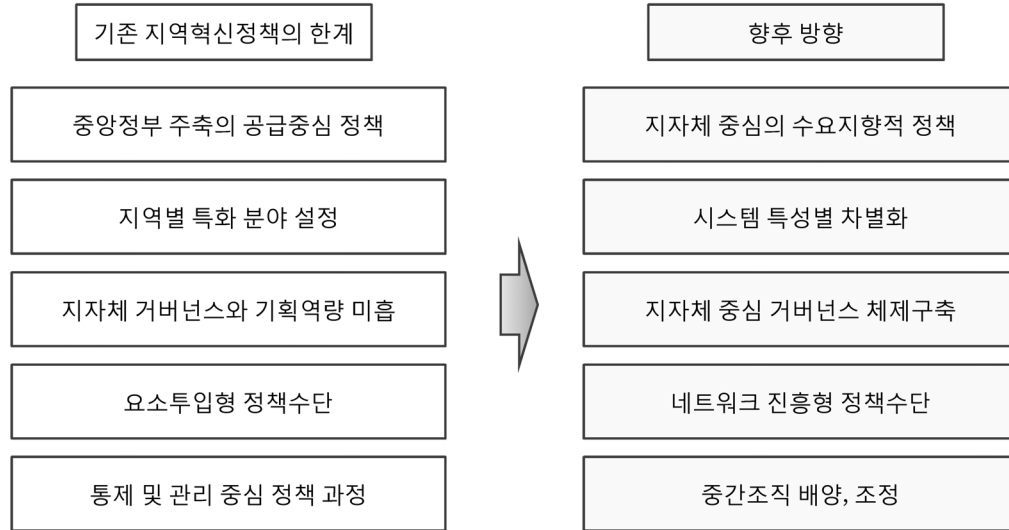 기존 지역혁신정책의 한계
향후 방향
중앙정부 주축의 공급중심 정책
지자체 중심의 수요지향적 정책
지역별 특화 분야 설정
시스템 특성별 차별화
지자체 거버넌스와 기획역량 미흡
지자체 중심 거버넌스 체제구축
요소투입형 정책수단
네트워크 진흥형 정책수단
통제 및 관리 중심 정책 과정
중간조직 배양, 조정